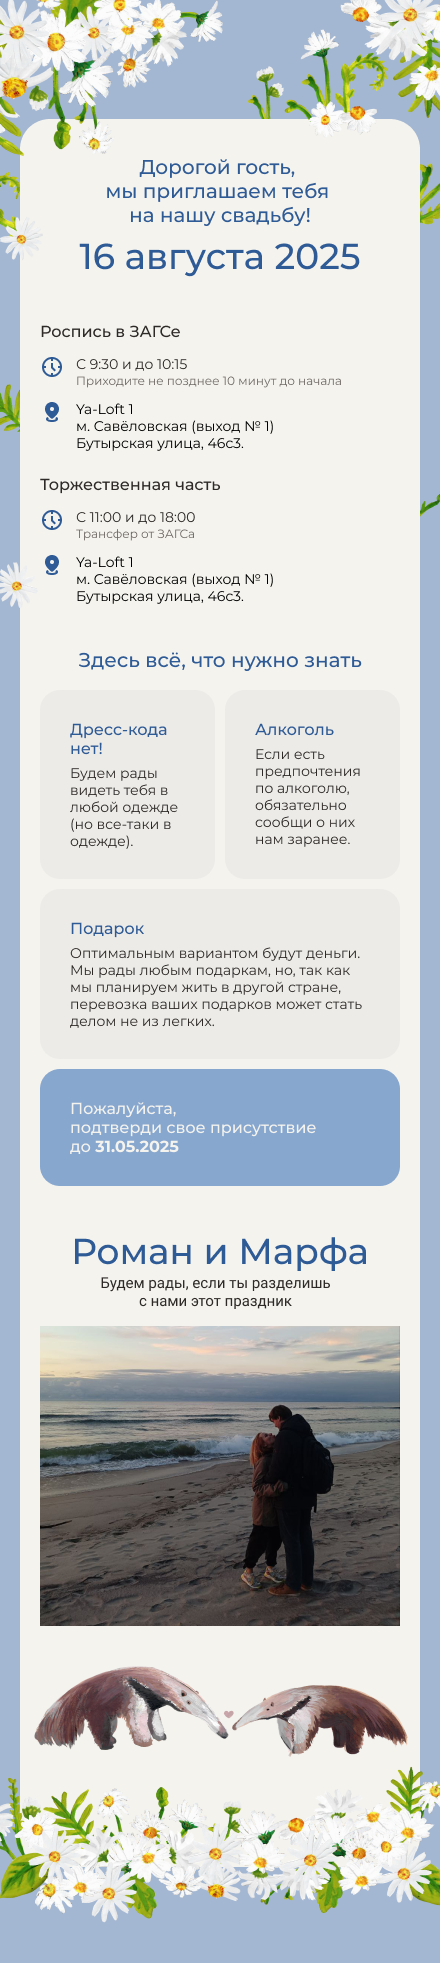 Дорогой гость,
мы приглашаем тебя
на нашу свадьбу!
16 августа 2025
Роспись в ЗАГСе
С 9:30 и до 10:15
Приходите не позднее 10 минут до начала
Ya-Loft 1
м. Савёловская (выход № 1)
Бутырская улица, 46с3.
Торжественная часть
С 11:00 и до 18:00
Трансфер от ЗАГСа
Ya-Loft 1
м. Савёловская (выход № 1)
Бутырская улица, 46с3.
Здесь всё, что нужно знать
Дресс-кода
нет!
Будем рады
видеть тебя в
любой одежде
(но все-таки в
одежде).
Алкоголь
Если есть
предпочтения
по алкоголю,
обязательно
сообщи о них
нам заранее.
Подарок
Оптимальным вариантом будут деньги.
Мы рады любым подаркам, но, так как
мы планируем жить в другой стране,
перевозка ваших подарков может стать
делом не из легких.
Пожалуйста,
подтверди свое присутствие
до 31.05.2025
Роман и Марфа
Будем рады, если ты разделишь
с нами этот праздник